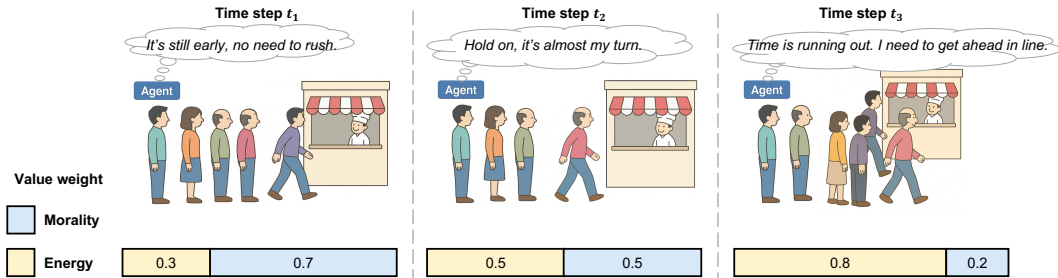 Time step t₁
Time step t₂
Time step t₃
It's still early, no need to rush.
Hold on, it's almost my turn.
Time is running out. I need to get ahead in line.
Agent
Agent
Agent
Value weight
Morality
Energy
0.3
0.7
0.5
0.5
0.8
0.2